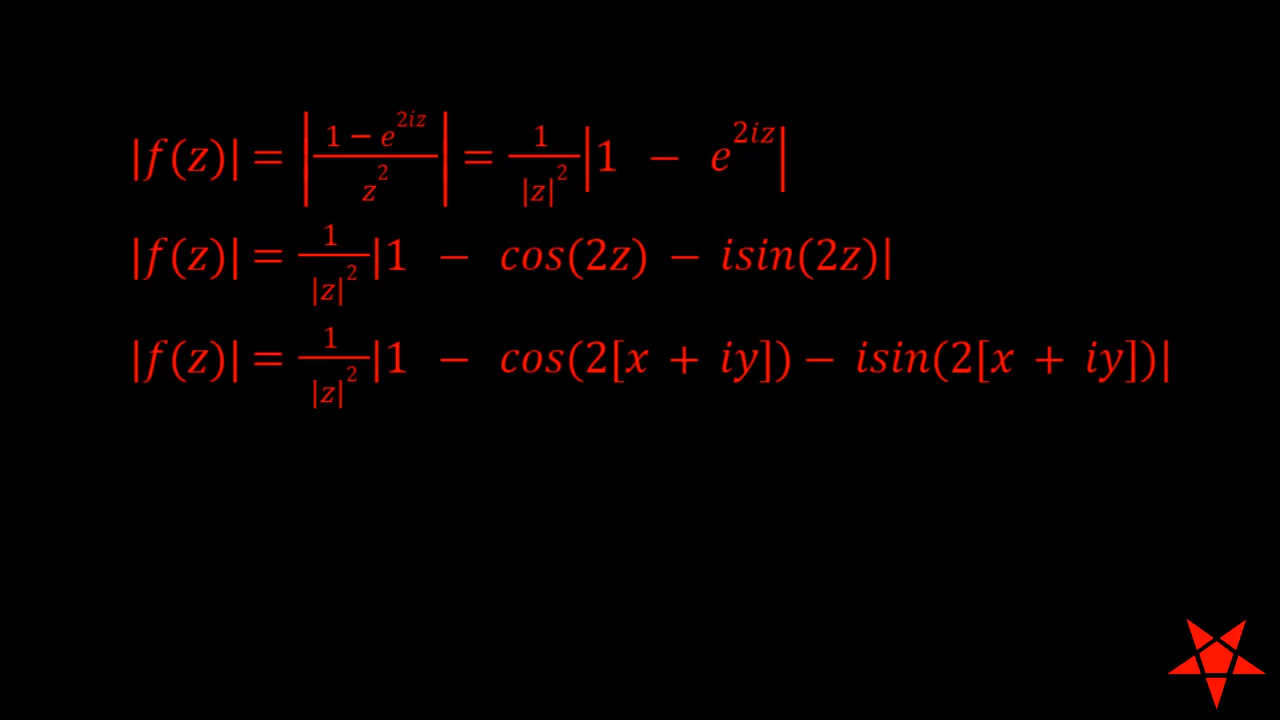 |f(z)| = |(1 − e^{2iz})/z^2| = 1/|z|^2 |1 − e^{2iz}|
|f(z)| = 1/|z|^2 |1 − cos(2z) − isin(2z)|
|f(z)| = 1/|z|^2 |1 − cos(2[x + iy]) − isin(2[x + iy])|